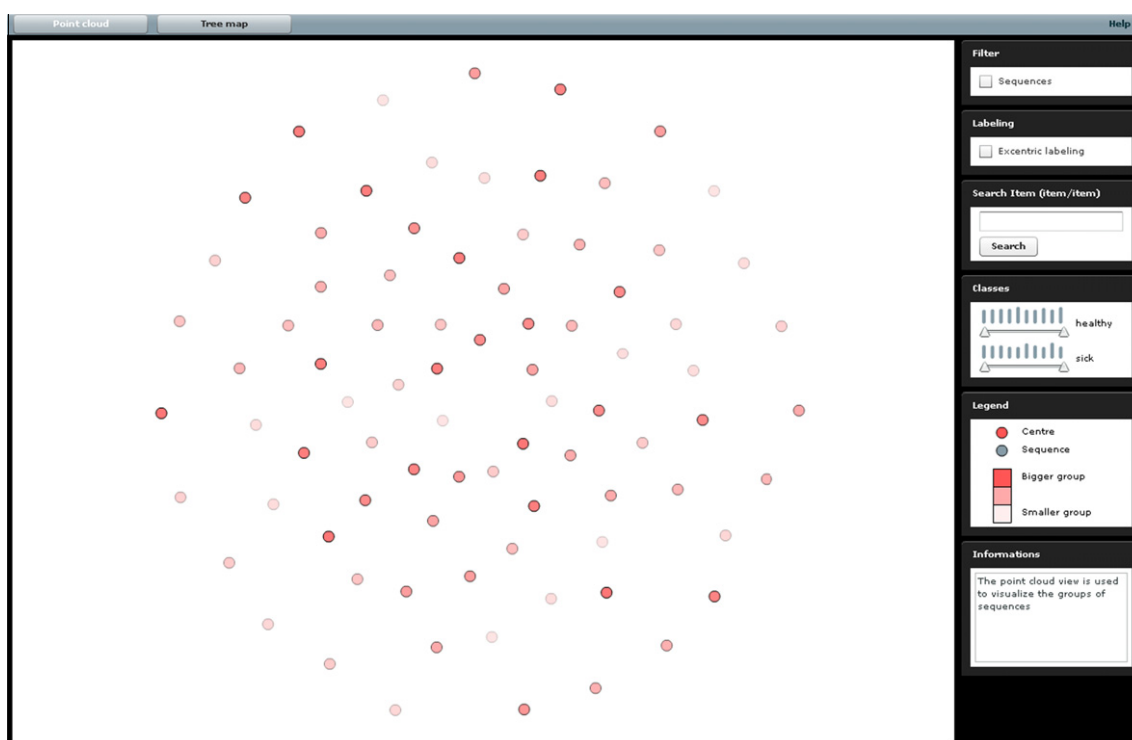 Point cloud
Tree map
Help
Filter
Sequences
Labeling
Excentric labeling
Search Item (item/item)
Search
Classes
healthy
sick
Legend
Centre
Sequence
Bigger group
Smaller group
Informations
The point cloud view is used
to visualize the groups of
sequences